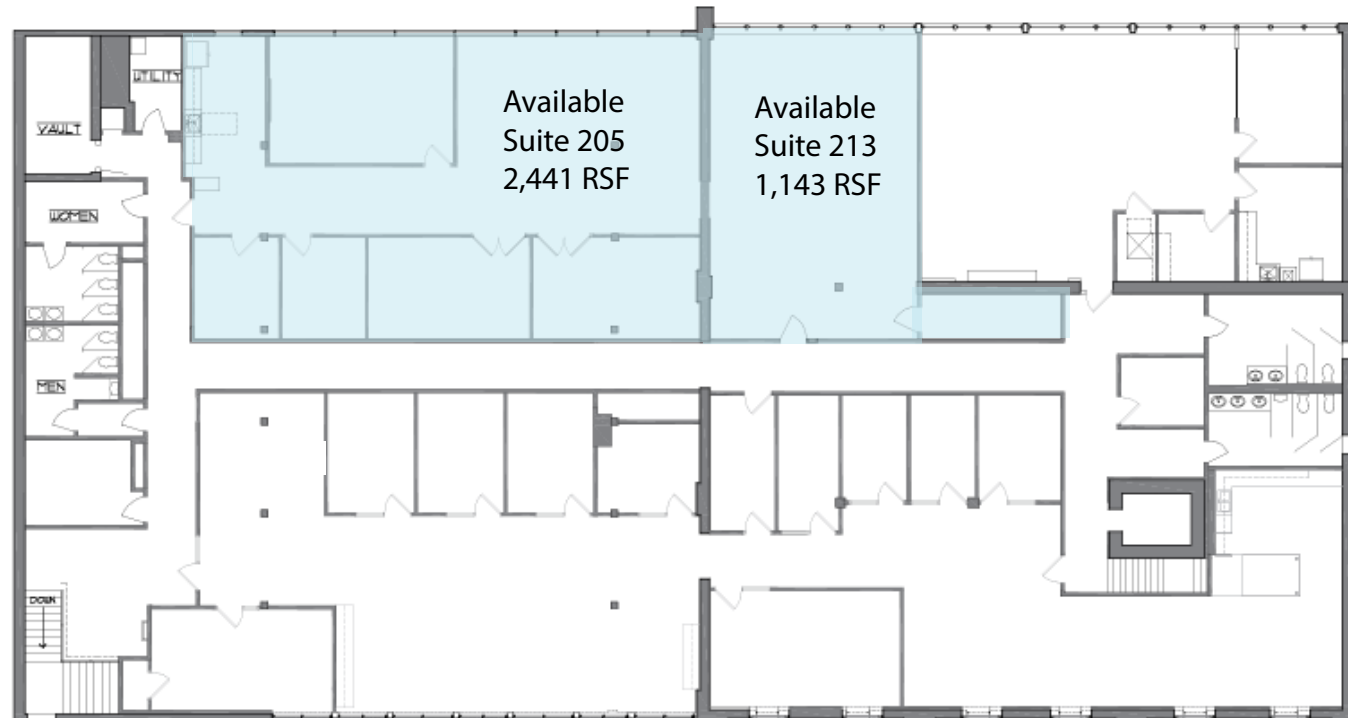 UTILITY
VAULT
WOMEN
MEN
DOWN
Available
Suite 205
2,441 RSF
Available
Suite 213
1,143 RSF